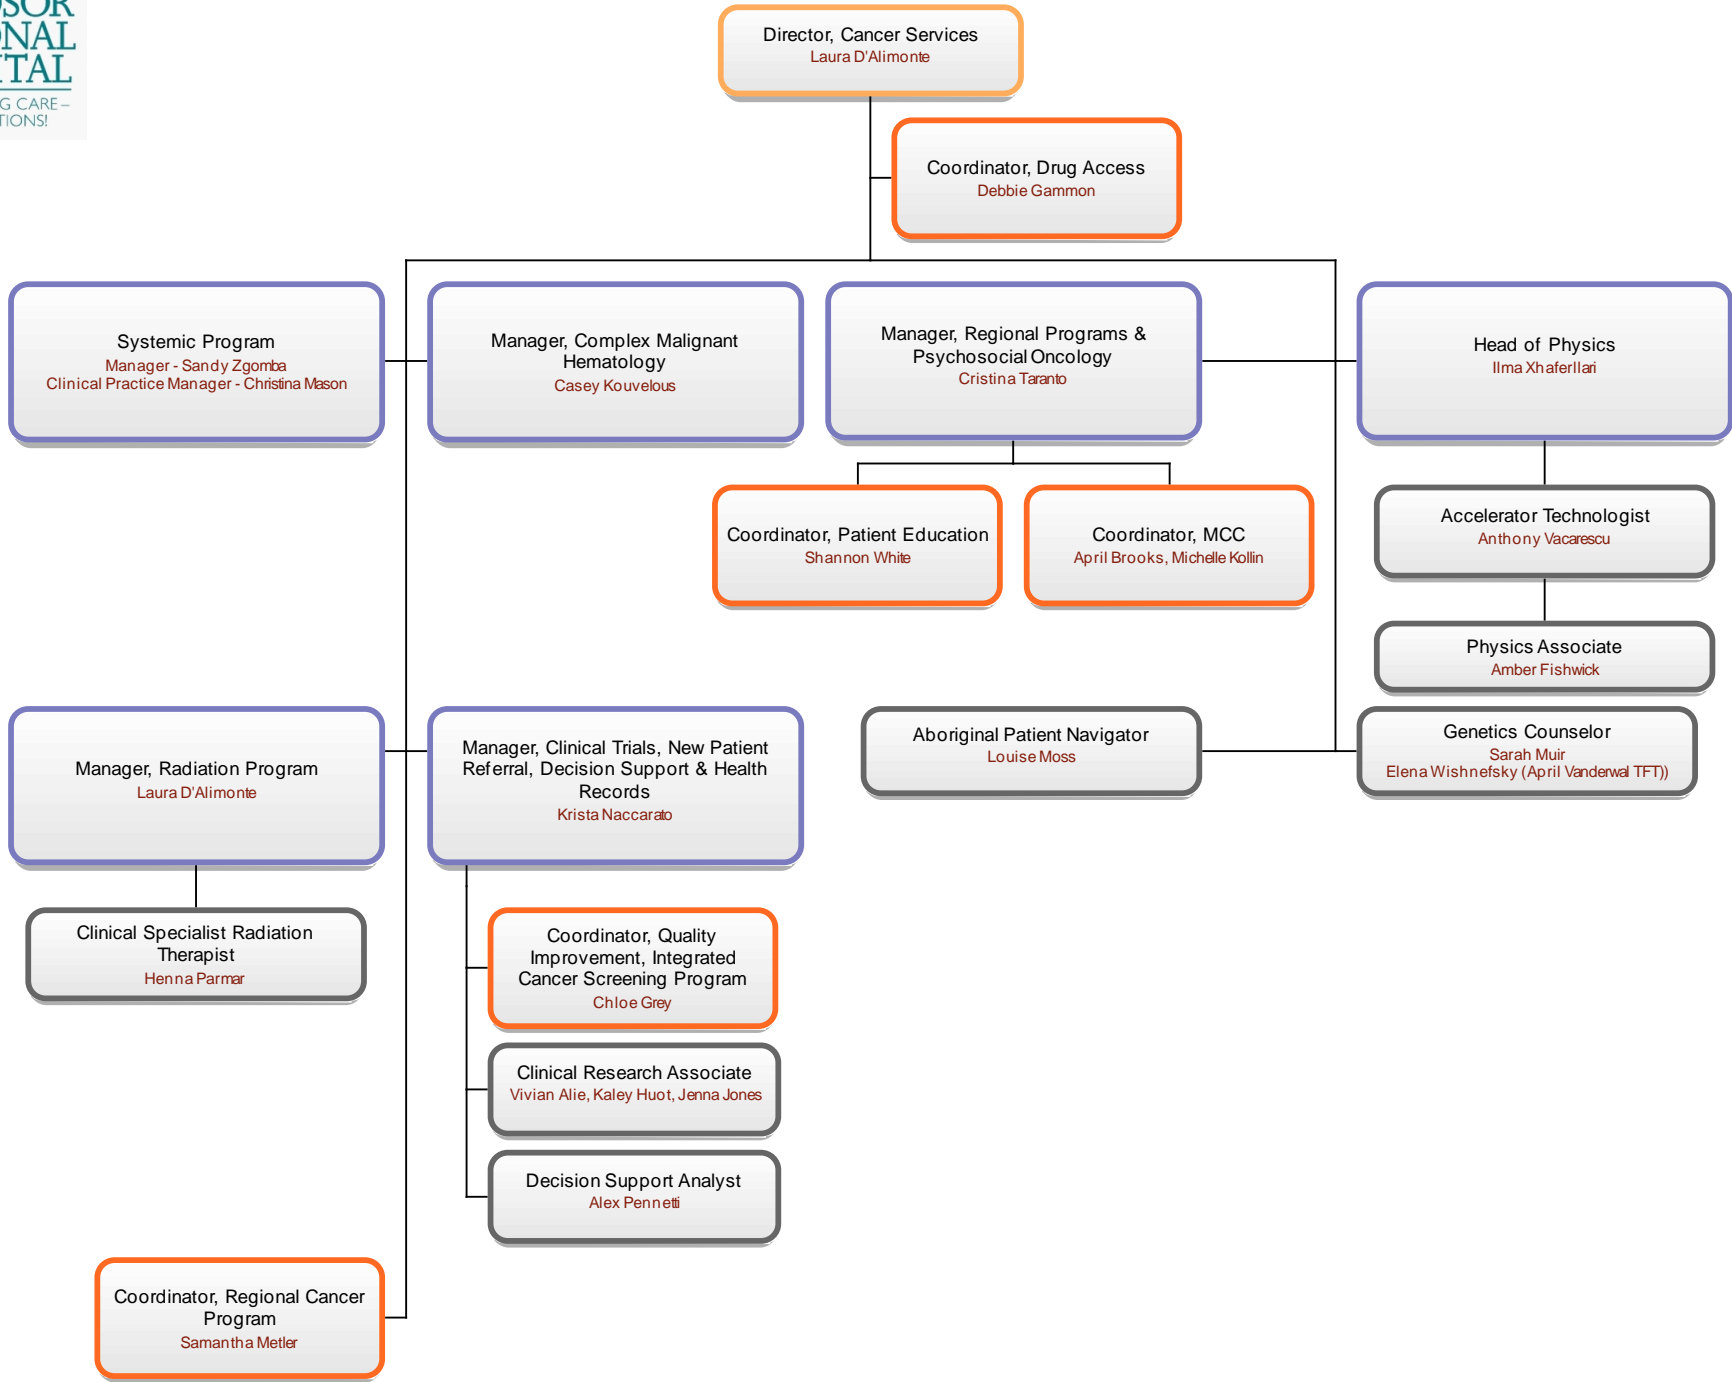 TAL
G CARE –
TIONS!
Director, Cancer Services
Laura D'Alimonte
Coordinator, Drug Access
Debbie Gammon
Systemic Program
Manager - Sandy Zgomba
Clinical Practice Manager - Christina Mason
Manager, Complex Malignant
Hematology
Casey Kouvelous
Manager, Regional Programs &
Psychosocial Oncology
Cristina Taranto
Head of Physics
Ilma Xhaferllari
Coordinator, Patient Education
Shannon White
Coordinator, MCC
April Brooks, Michelle Kollin
Accelerator Technologist
Anthony Vacarescu
Physics Associate
Amber Fishwick
Manager, Radiation Program
Laura D'Alimonte
Manager, Clinical Trials, New Patient
Referral, Decision Support & Health
Records
Krista Naccarato
Aboriginal Patient Navigator
Louise Moss
Genetics Counselor
Sarah Muir
Elena Wishnefsky (April Vanderwal TFT))
Clinical Specialist Radiation
Therapist
Henna Parmar
Coordinator, Quality
Improvement, Integrated
Cancer Screening Program
Chloe Grey
Clinical Research Associate
Vivian Alie, Kaley Huot, Jenna Jones
Decision Support Analyst
Alex Pennetti
Coordinator, Regional Cancer
Program
Samantha Metler